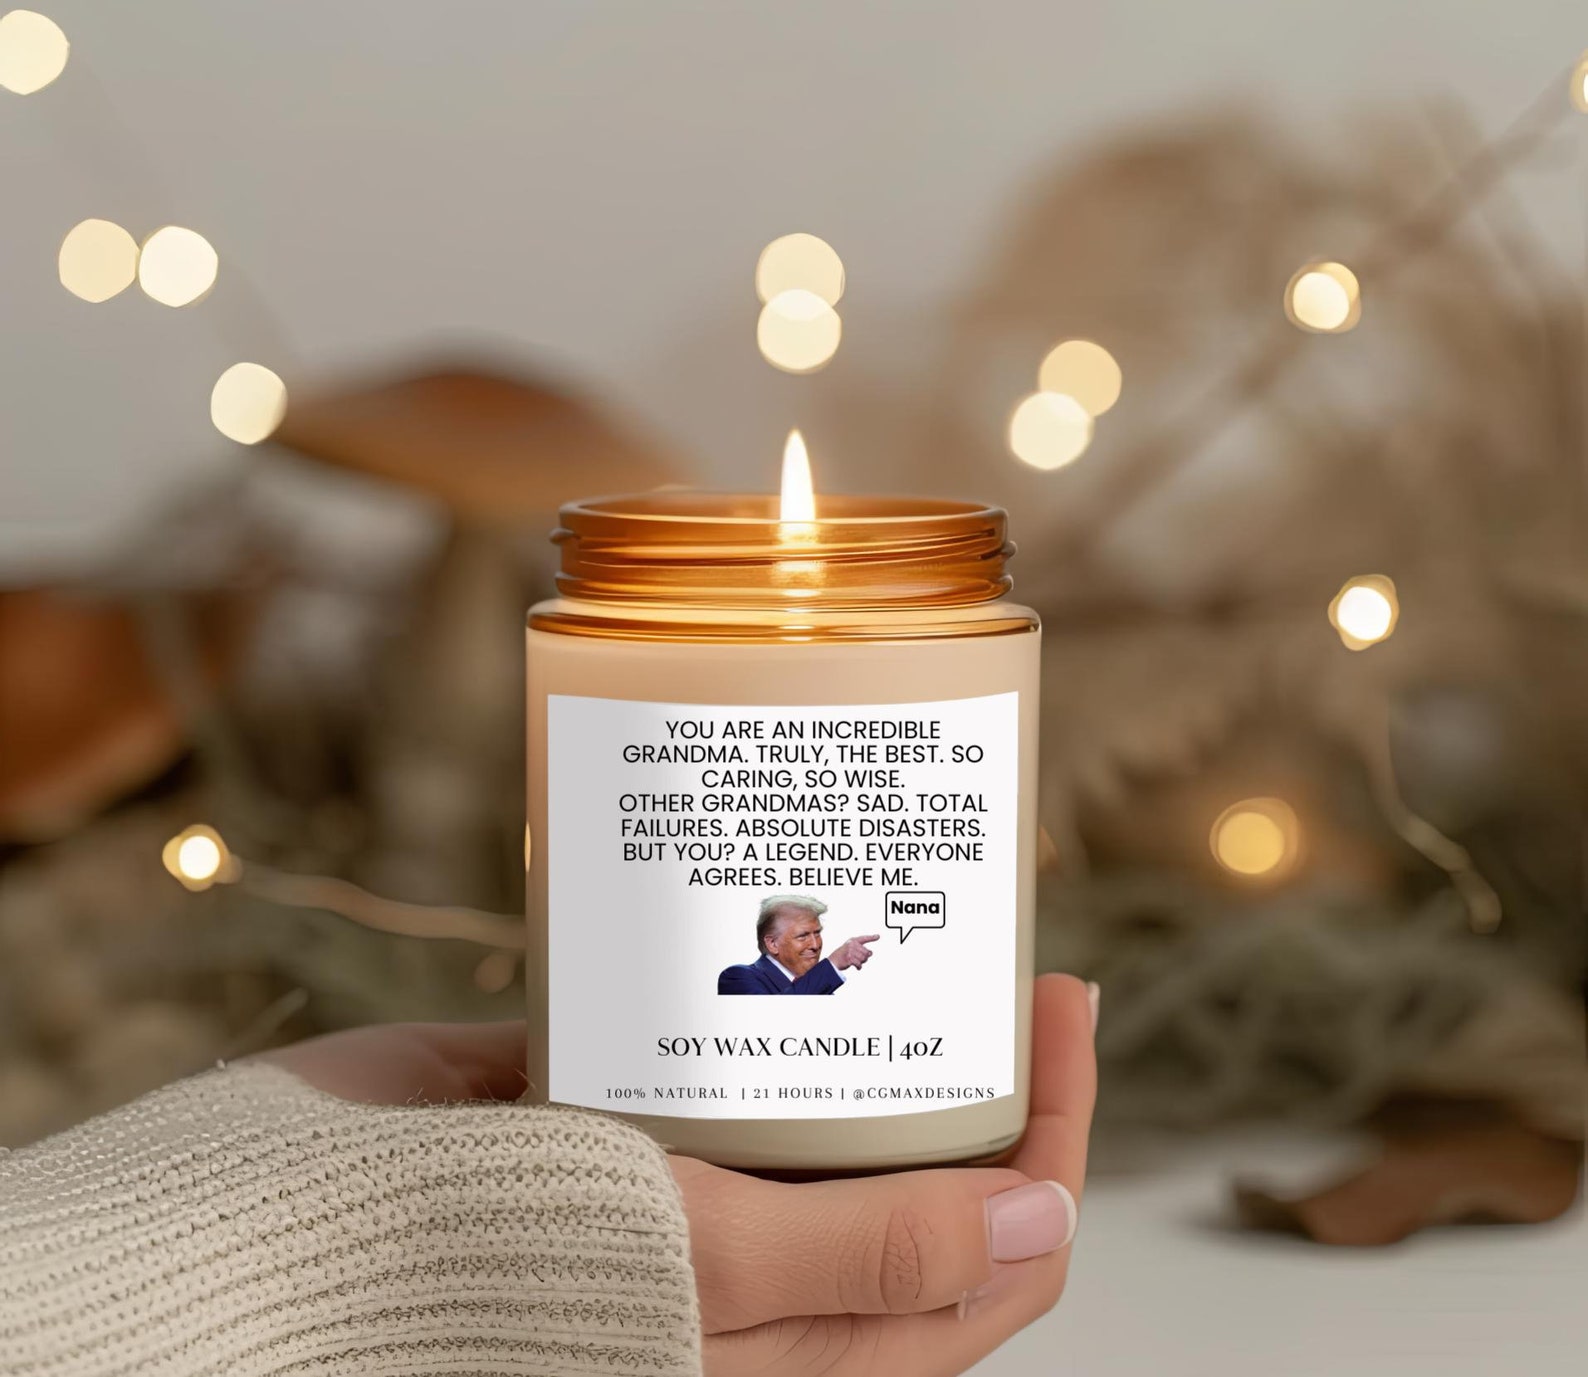 YOU ARE AN INCREDIBLE
GRANDMA. TRULY, THE BEST. SO
CARING, SO WISE.
OTHER GRANDMAS? SAD. TOTAL
FAILURES. ABSOLUTE DISASTERS.
BUT YOU? A LEGEND. EVERYONE
AGREES. BELIEVE ME.
Nana
SOY WAX CANDLE | 4OZ
100% NATURAL | 21 HOURS | @CGMAXDESIGNS